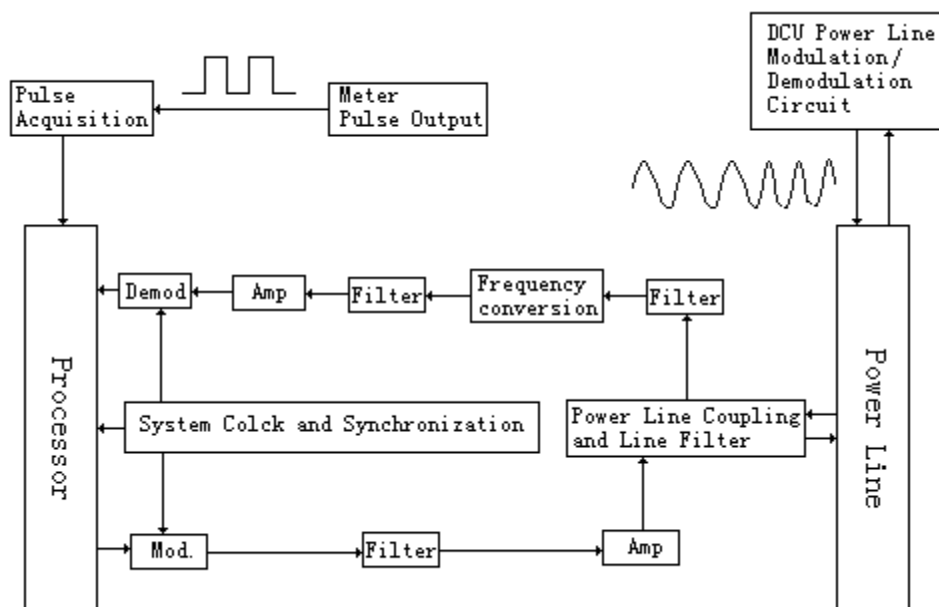 DCU Power Line
Modulation/
Demodulation
Circuit
Pulse
Acquisition
Meter
Pulse Output
Demod
Amp
Filter
Frequency
conversion
Filter
Processor
System Colck and Synchronization
Power Line Coupling
and Line Filter
Power Line
Mod.
Filter
Amp